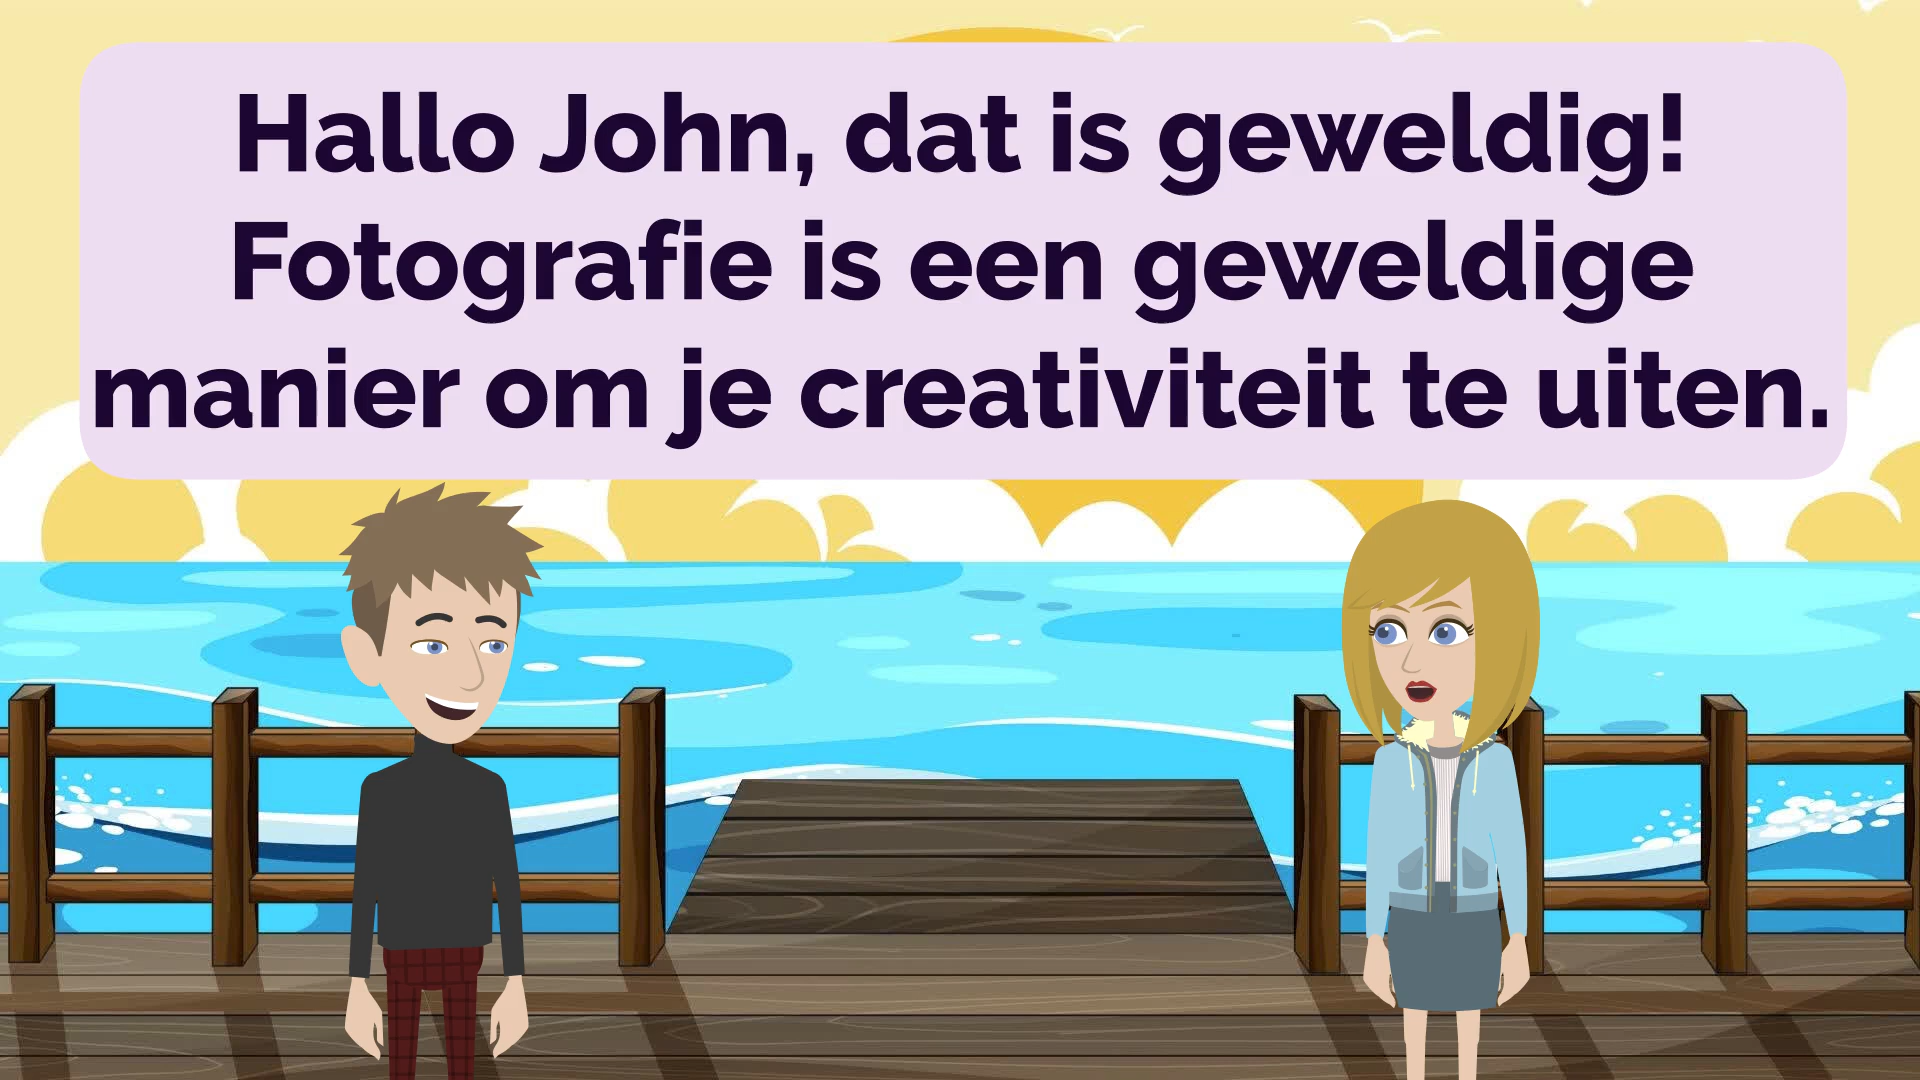 Hallo John, dat is geweldig!
Fotografie is een geweldige
manier om je creativiteit te uiten.